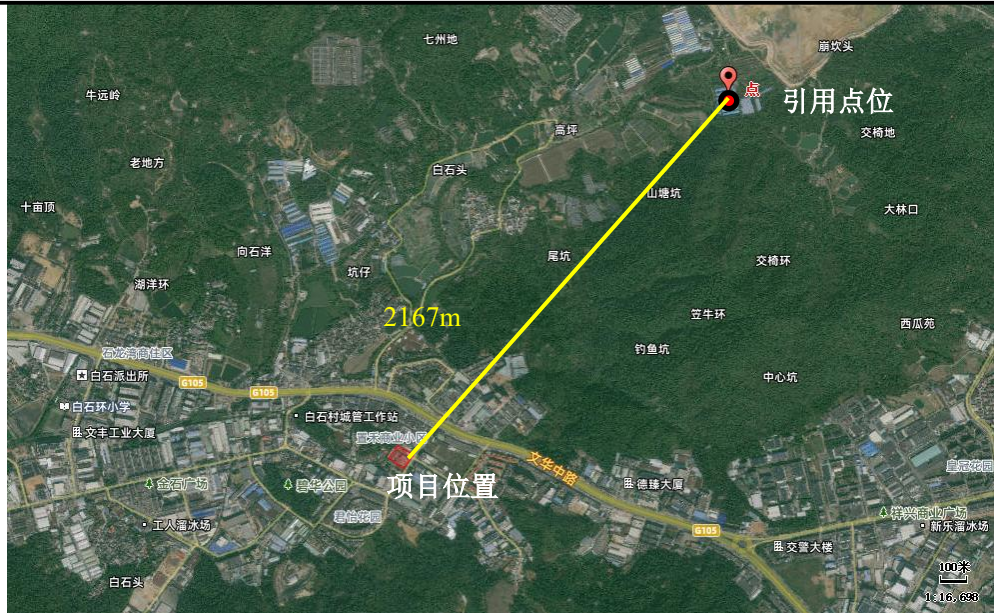 七州地
崩坎头
牛远岭
点
引用点位
高坪
交椅地
老地方
白石头
山塘坑
十亩顶
大林口
向石洋
尾坑
坑仔
交椅环
湖洋环
2167m
笠牛环
西瓜苑
石龙湾商住区
钓鱼坑
白石派出所
G105
G105
中心坑
白石环小学
白石村城管工作站
文丰工业大厦
置禾商业小区
文华中路
皇冠花园
金石广场
碧华公园
项目位置
德臻大厦
君怡花园
祥兴商业广场
工人溜冰场
G105
新乐溜冰场
交警大楼
白石头
100米
1:16,698